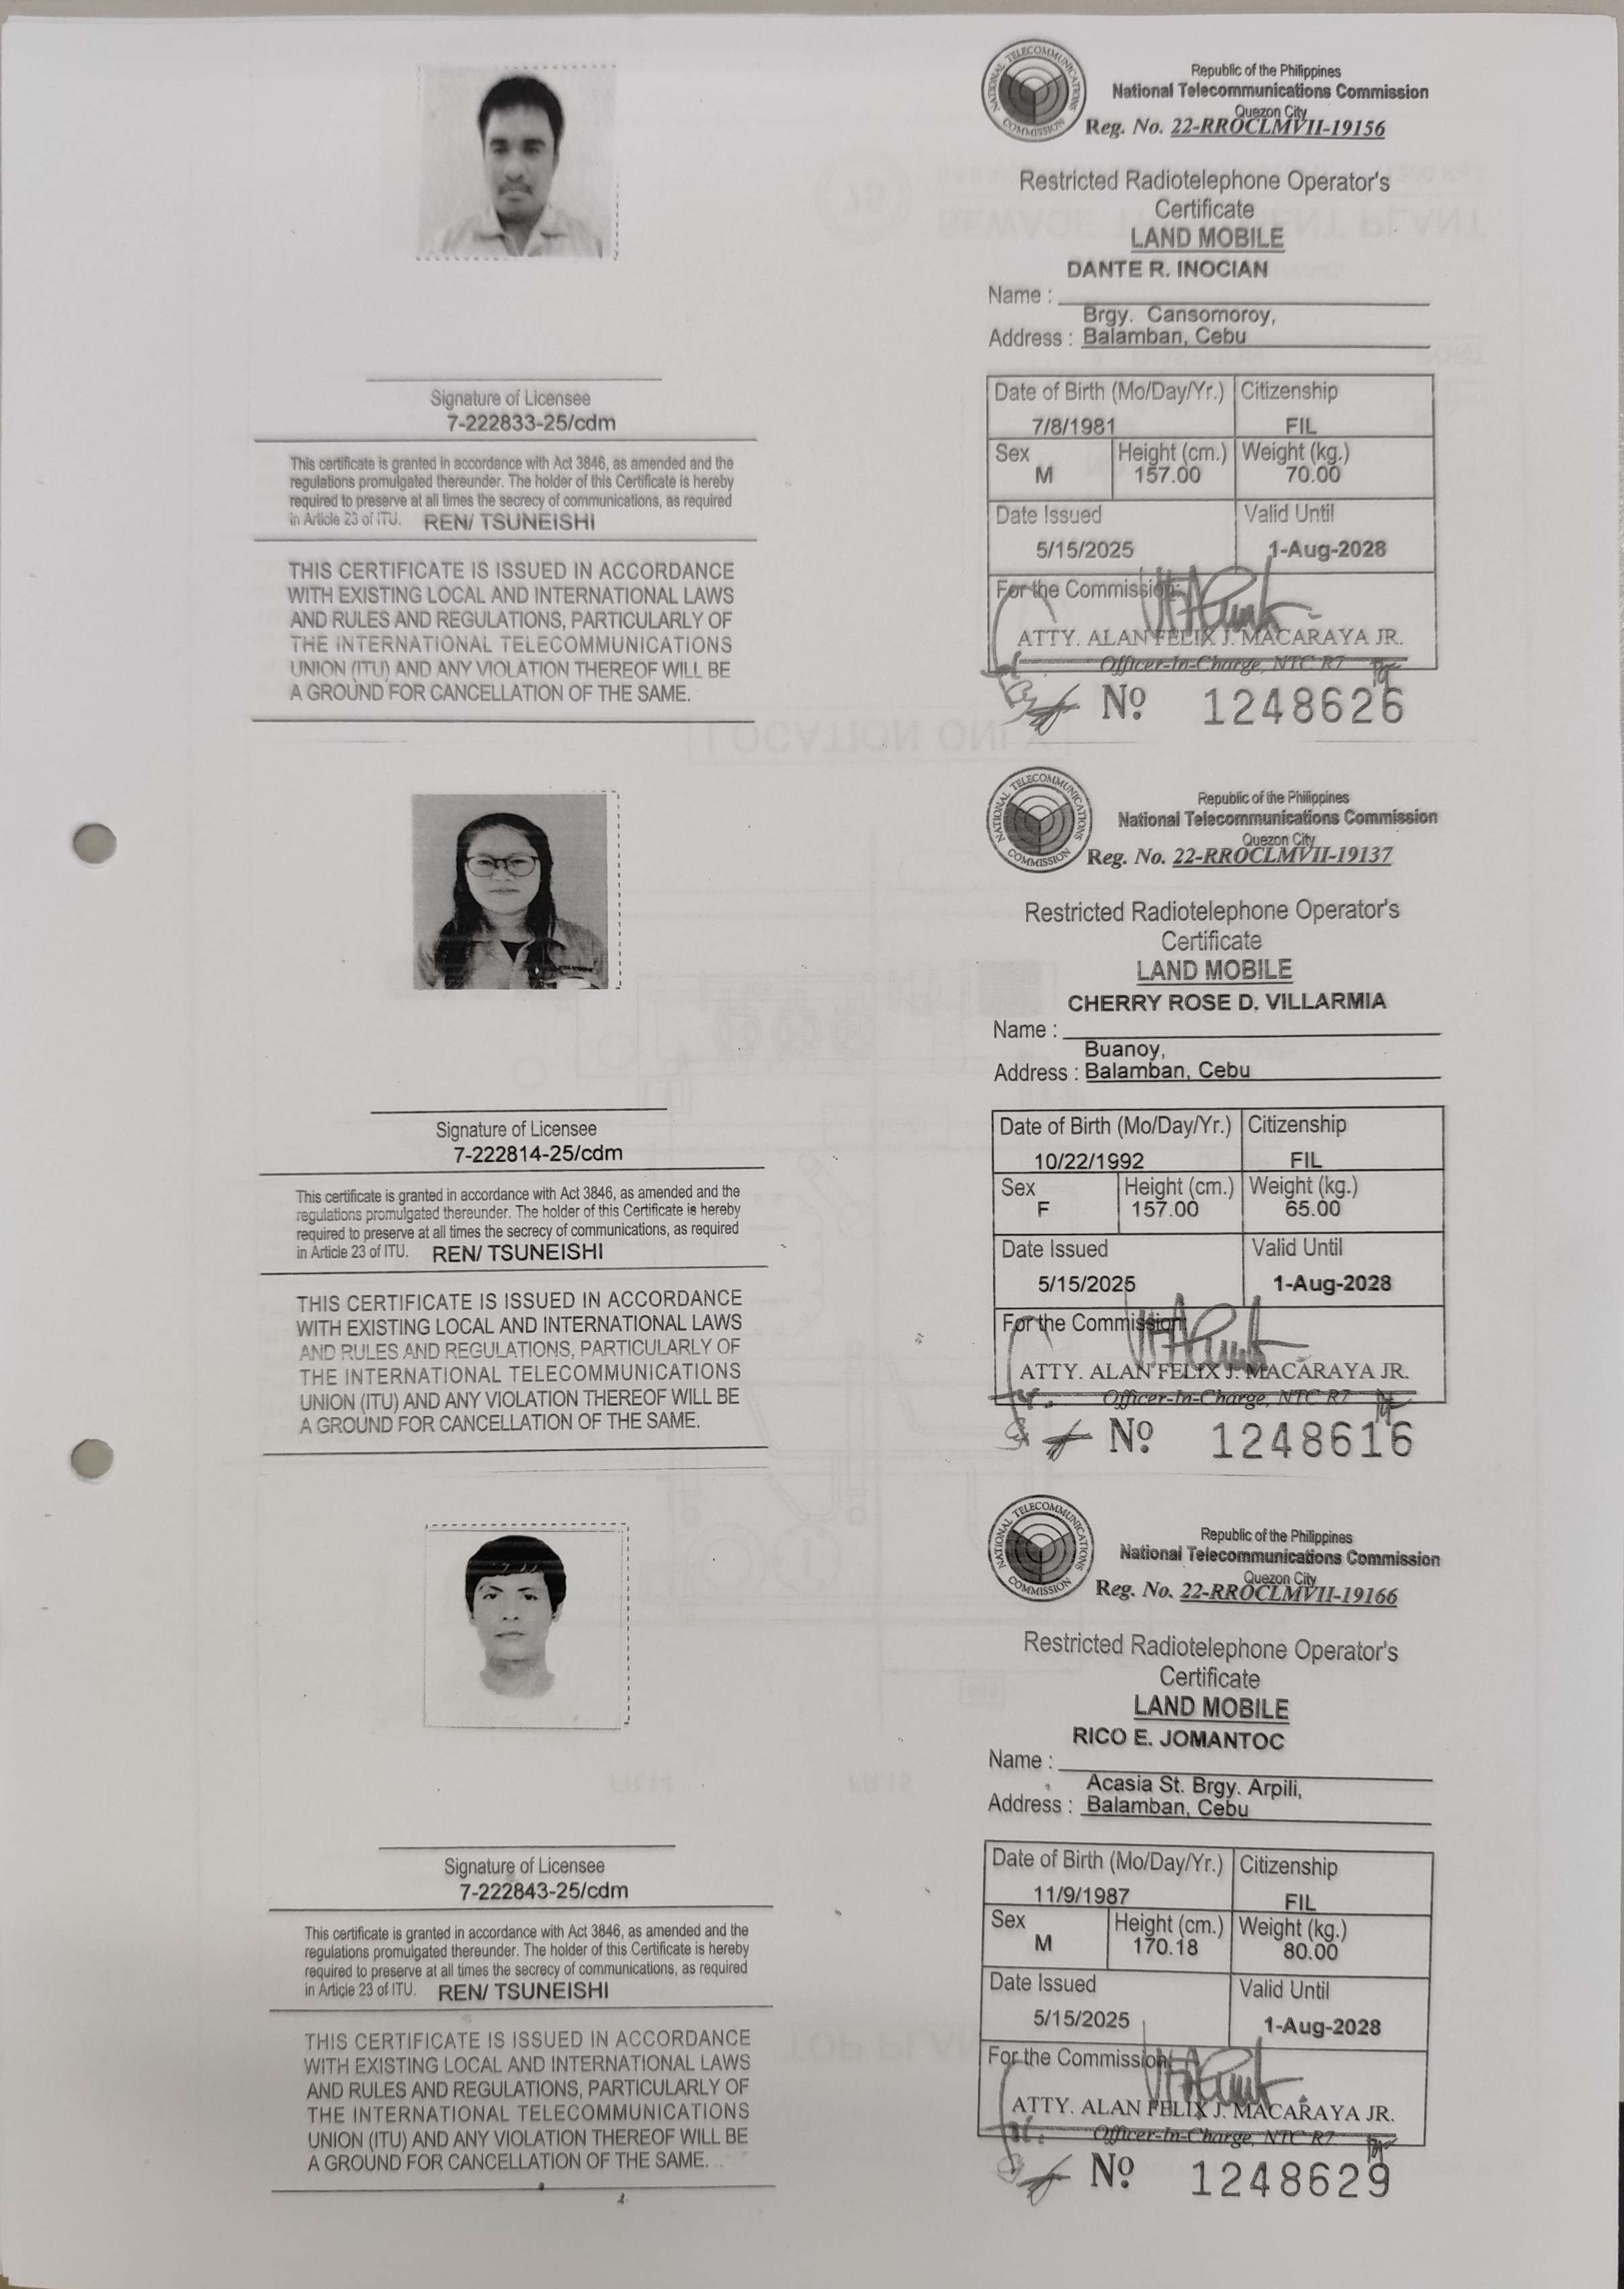 Republic of the Philippines
National Telecommunications Commission
Quezon City
Reg. No. 22-RROCLMVII-19156
Restricted Radiotelephone Operator's
Certificate
LAND MOBILE
DANTE R. INOCIAN
Name :
Brgy. Cansomoroy,
Address : Balamban, Cebu
Signature of Licensee
7-222833-25/cdm
This certificate is granted in accordance with Act 3846, as amended and the
regulations promulgated thereunder. The holder of this Certificate is hereby
required to preserve at all times the secrecy of communications, as required
in Article 23 of ITU. REN/ TSUNEISHI
THIS CERTIFICATE IS ISSUED IN ACCORDANCE
WITH EXISTING LOCAL AND INTERNATIONAL LAWS
AND RULES AND REGULATIONS, PARTICULARLY OF
THE INTERNATIONAL TELECOMMUNICATIONS
UNION (ITU) AND ANY VIOLATION THEREOF WILL BE
A GROUND FOR CANCELLATION OF THE SAME.
Date of Birth (Mo/Day/Yr.) Citizenship
7/8/1981 FIL
Sex Height (cm.) Weight (kg.)
M 157.00 70.00
Date Issued Valid Until
5/15/2025 1-Aug-2028
For the Commission:
ATTY. ALAN FELIX J. MACARAYA JR.
Officer-In-Charge, NTC R7
Nº 1248626
NATIONAL TELECOMMUNICATIONS COMMISSION
Republic of the Philippines
National Telecommunications Commission
Quezon City
Reg. No. 22-RROCLMVII-19137
Restricted Radiotelephone Operator's
Certificate
LAND MOBILE
CHERRY ROSE D. VILLARMIA
Name :
Buanoy,
Address : Balamban, Cebu
Signature of Licensee
7-222814-25/cdm
This certificate is granted in accordance with Act 3846, as amended and the
regulations promulgated thereunder. The holder of this Certificate is hereby
required to preserve at all times the secrecy of communications, as required
in Article 23 of ITU. REN/ TSUNEISHI
THIS CERTIFICATE IS ISSUED IN ACCORDANCE
WITH EXISTING LOCAL AND INTERNATIONAL LAWS
AND RULES AND REGULATIONS, PARTICULARLY OF
THE INTERNATIONAL TELECOMMUNICATIONS
UNION (ITU) AND ANY VIOLATION THEREOF WILL BE
A GROUND FOR CANCELLATION OF THE SAME.
Date of Birth (Mo/Day/Yr.) Citizenship
10/22/1992 FIL
Sex Height (cm.) Weight (kg.)
F 157.00 65.00
Date Issued Valid Until
5/15/2025 1-Aug-2028
For the Commission:
ATTY. ALAN FELIX J. MACARAYA JR.
Officer-In-Charge, NTC R7
Nº 1248616
NATIONAL TELECOMMUNICATIONS COMMISSION
Republic of the Philippines
National Telecommunications Commission
Quezon City
Reg. No. 22-RROCLMVII-19166
Restricted Radiotelephone Operator's
Certificate
LAND MOBILE
RICO E. JOMANTOC
Name :
Acasia St. Brgy. Arpili,
Address : Balamban, Cebu
Signature of Licensee
7-222843-25/cdm
This certificate is granted in accordance with Act 3846, as amended and the
regulations promulgated thereunder. The holder of this Certificate is hereby
required to preserve at all times the secrecy of communications, as required
in Article 23 of ITU. REN/ TSUNEISHI
THIS CERTIFICATE IS ISSUED IN ACCORDANCE
WITH EXISTING LOCAL AND INTERNATIONAL LAWS
AND RULES AND REGULATIONS, PARTICULARLY OF
THE INTERNATIONAL TELECOMMUNICATIONS
UNION (ITU) AND ANY VIOLATION THEREOF WILL BE
A GROUND FOR CANCELLATION OF THE SAME.
Date of Birth (Mo/Day/Yr.) Citizenship
11/9/1987 FIL
Sex Height (cm.) Weight (kg.)
M 170.18 80.00
Date Issued Valid Until
5/15/2025 1-Aug-2028
For the Commission:
ATTY. ALAN FELIX J. MACARAYA JR.
Officer-In-Charge, NTC R7
Nº 1248629
NATIONAL TELECOMMUNICATIONS COMMISSION